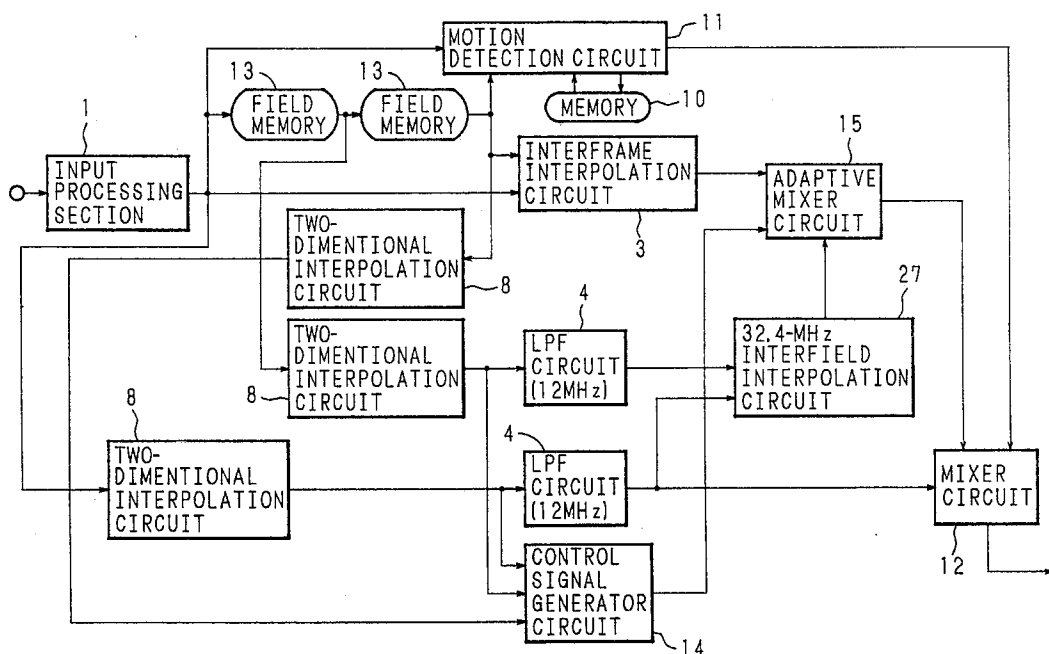 11
MOTION
DETECTION CIRCUIT
13
FIELD
MEMORY
13
FIELD
MEMORY
MEMORY
10
1
INPUT
PROCESSING
SECTION
INTERFRAME
INTERPOLATION
CIRCUIT
3
15
ADAPTIVE
MIXER
CIRCUIT
TWO-
DIMENTIONAL
INTERPOLATION
CIRCUIT
8
TWO-
DIMENTIONAL
INTERPOLATION
CIRCUIT
8
4
LPF
CIRCUIT
(12MHz)
27
32.4-MHz
INTERFIELD
INTERPOLATION
CIRCUIT
8
TWO-
DIMENTIONAL
INTERPOLATION
CIRCUIT
4
LPF
CIRCUIT
(12MHz)
MIXER
CIRCUIT
12
CONTROL
SIGNAL
GENERATOR
CIRCUIT
14